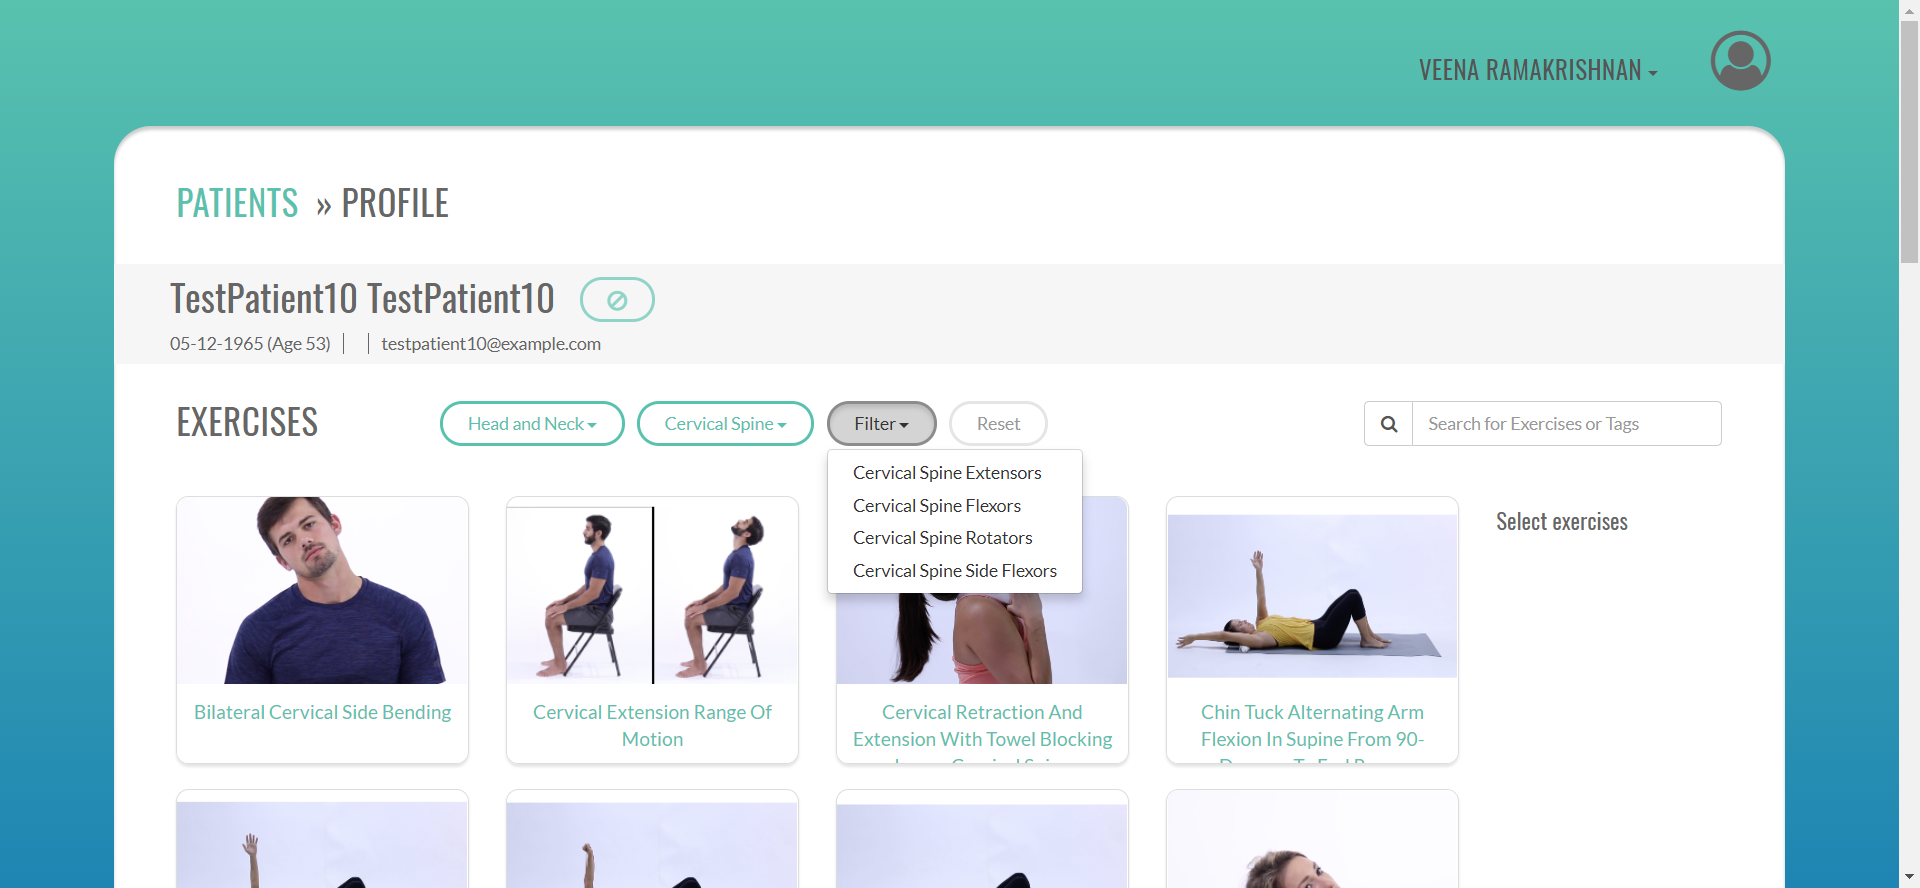 VEENA RAMAKRISHNAN
PATIENTS » PROFILE
TestPatient10 TestPatient10
05-12-1965 (Age 53)
testpatient10@example.com
EXERCISES
Head and Neck
Cervical Spine
Filter
Reset
Search for Exercises or Tags
Cervical Spine Extensors
Cervical Spine Flexors
Cervical Spine Rotators
Cervical Spine Side Flexors
Select exercises
Bilateral Cervical Side Bending
Cervical Extension Range Of
Motion
Cervical Retraction And
Extension With Towel Blocking
Chin Tuck Alternating Arm
Flexion In Supine From 90-